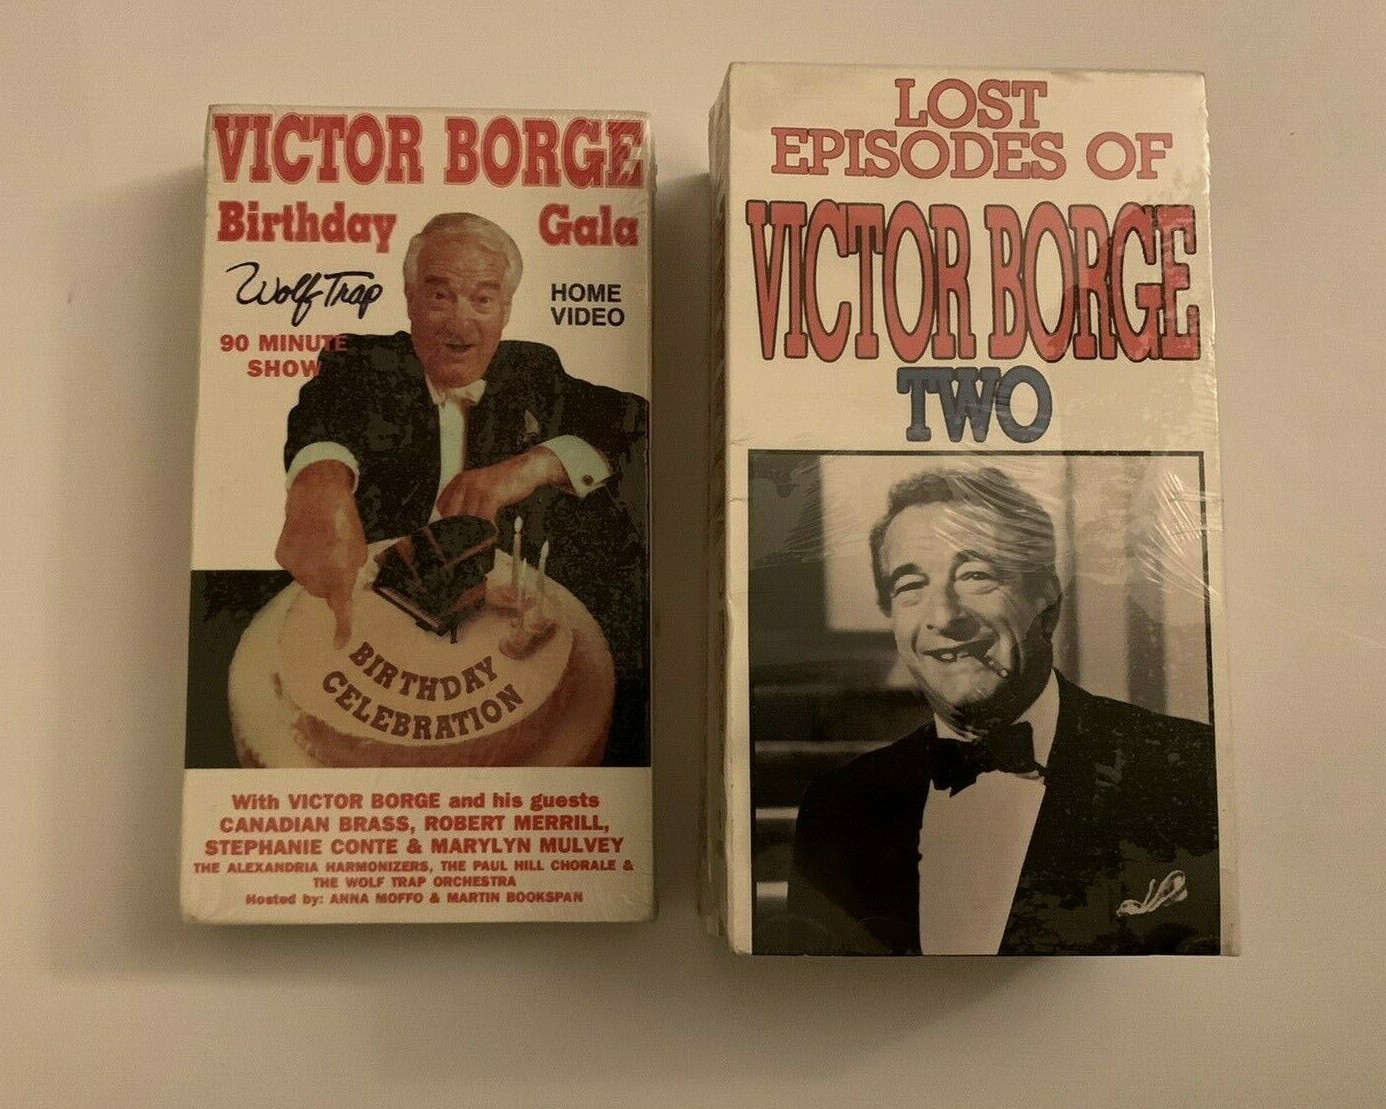 VICTOR BORGE
Birthday Gala
Wolf Trap
HOME
VIDEO
90 MINUTE
SHOW
BIRTHDAY
CELEBRATION
With VICTOR BORGE and his guests
CANADIAN BRASS, ROBERT MERRILL,
STEPHANIE CONTE & MARYLYN MULVEY
THE ALEXANDRIA HARMONIZERS, THE PAUL HILL CHORALE &
THE WOLF TRAP ORCHESTRA
Hosted by: ANNA MOFFO & MARTIN BOOKSPAN
LOST
EPISODES OF
VICTOR BORGE
TWO